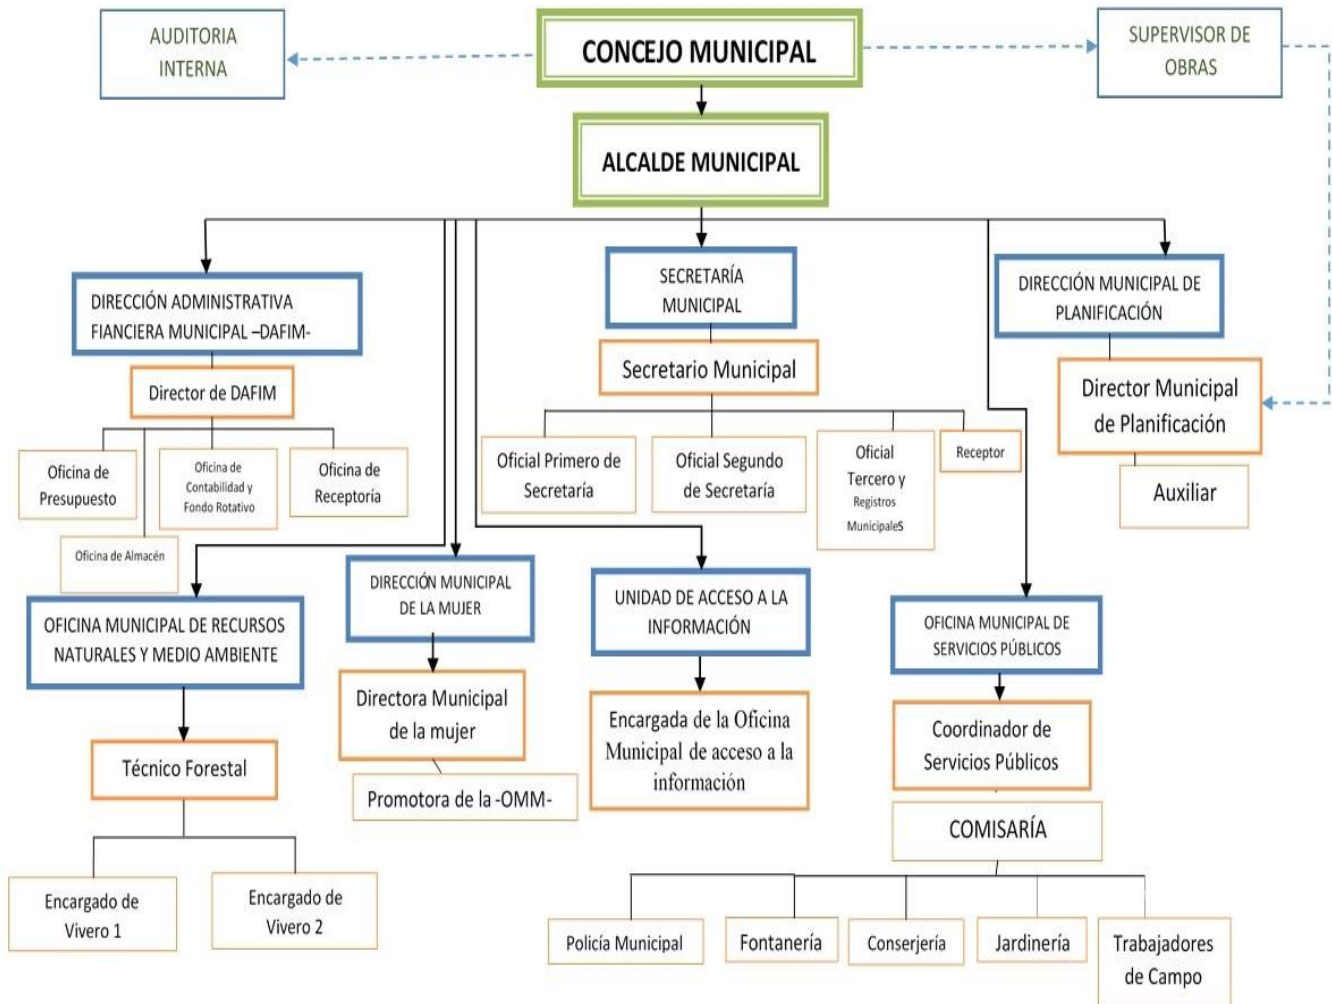 AUDITORIA
INTERNA
CONCEJO MUNICIPAL
SUPERVISOR DE
OBRAS
ALCALDE MUNICIPAL
DIRECCIÓN ADMINISTRATIVA
FIANCIERA MUNICIPAL –DAFIM-
SECRETARÍA
MUNICIPAL
DIRECCIÓN MUNICIPAL DE
PLANIFICACIÓN
Director de DAFIM
Secretario Municipal
Director Municipal
de Planificación
Oficina de
Presupuesto
Oficina de
Contabilidad y
Fondo Rotativo
Oficina de
Receptoría
Oficina de Almacén
Oficial Primero de
Secretaría
Oficial Segundo
de Secretaría
Oficial
Tercero y
Registros
MunicipaleS
Receptor
Auxiliar
OFICINA MUNICIPAL DE RECURSOS
NATURALES Y MEDIO AMBIENTE
DIRECCIÓN MUNICIPAL
DE LA MUJER
UNIDAD DE ACCESO A LA
INFORMACIÓN
OFICINA MUNICIPAL DE
SERVICIOS PÚBLICOS
Técnico Forestal
Directora Municipal
de la mujer
Encargada de la Oficina
Municipal de acceso a la
información
Coordinador de
Servicios Públicos
Promotora de la -OMM-
COMISARÍA
Encargado de
Vivero 1
Encargado de
Vivero 2
Policía Municipal
Fontanería
Conserjería
Jardinería
Trabajadores
de Campo